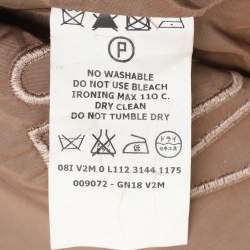 P
NO WASHABLE
DO NOT USE BLEACH
IRONING MAX 110 C.
DRY CLEAN
DO NOT TUMBLE DRY
ドライ
セキユ系
08I V2M 0 L112 3144 1175
009072 - GN18 V2M